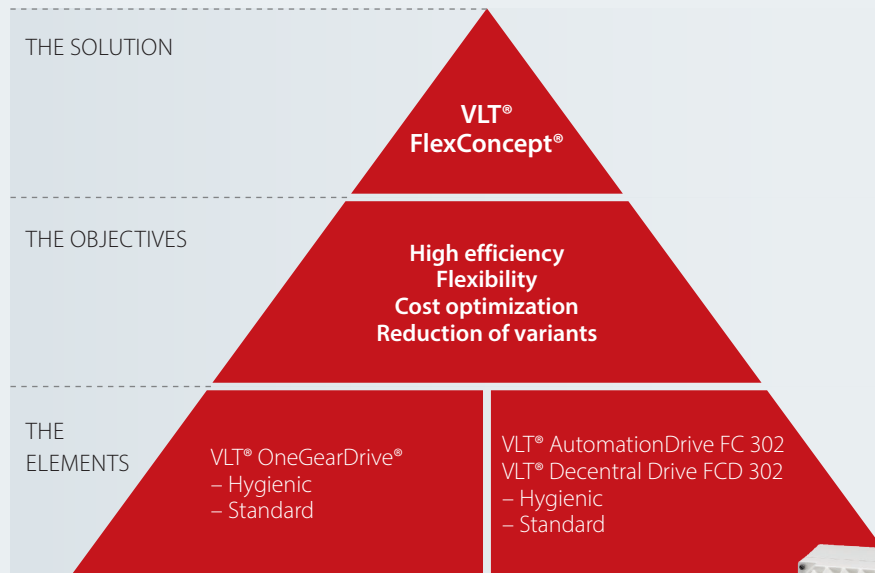 THE SOLUTION
VLT®
FlexConcept®
THE OBJECTIVES
High efficiency
Flexibility
Cost optimization
Reduction of variants
THE
ELEMENTS
VLT® OneGearDrive®
– Hygienic
– Standard
VLT® AutomationDrive FC 302
VLT® Decentral Drive FCD 302
– Hygienic
– Standard